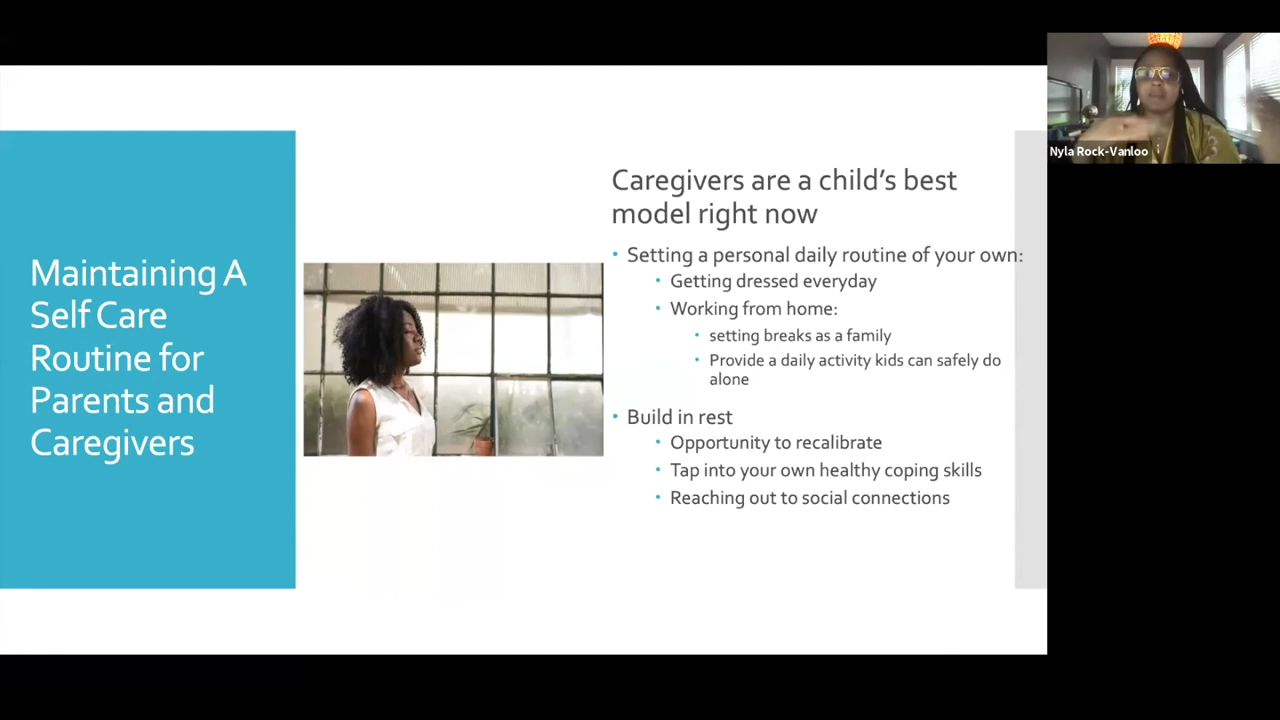 Maintaining A
Self Care
Routine for
Parents and
Caregivers
Caregivers are a child’s best
model right now
• Setting a personal daily routine of your own:
• Getting dressed everyday
• Working from home:
• setting breaks as a family
• Provide a daily activity kids can safely do
alone
• Build in rest
• Opportunity to recalibrate
• Tap into your own healthy coping skills
• Reaching out to social connections
Nyla Rock-Vanloo